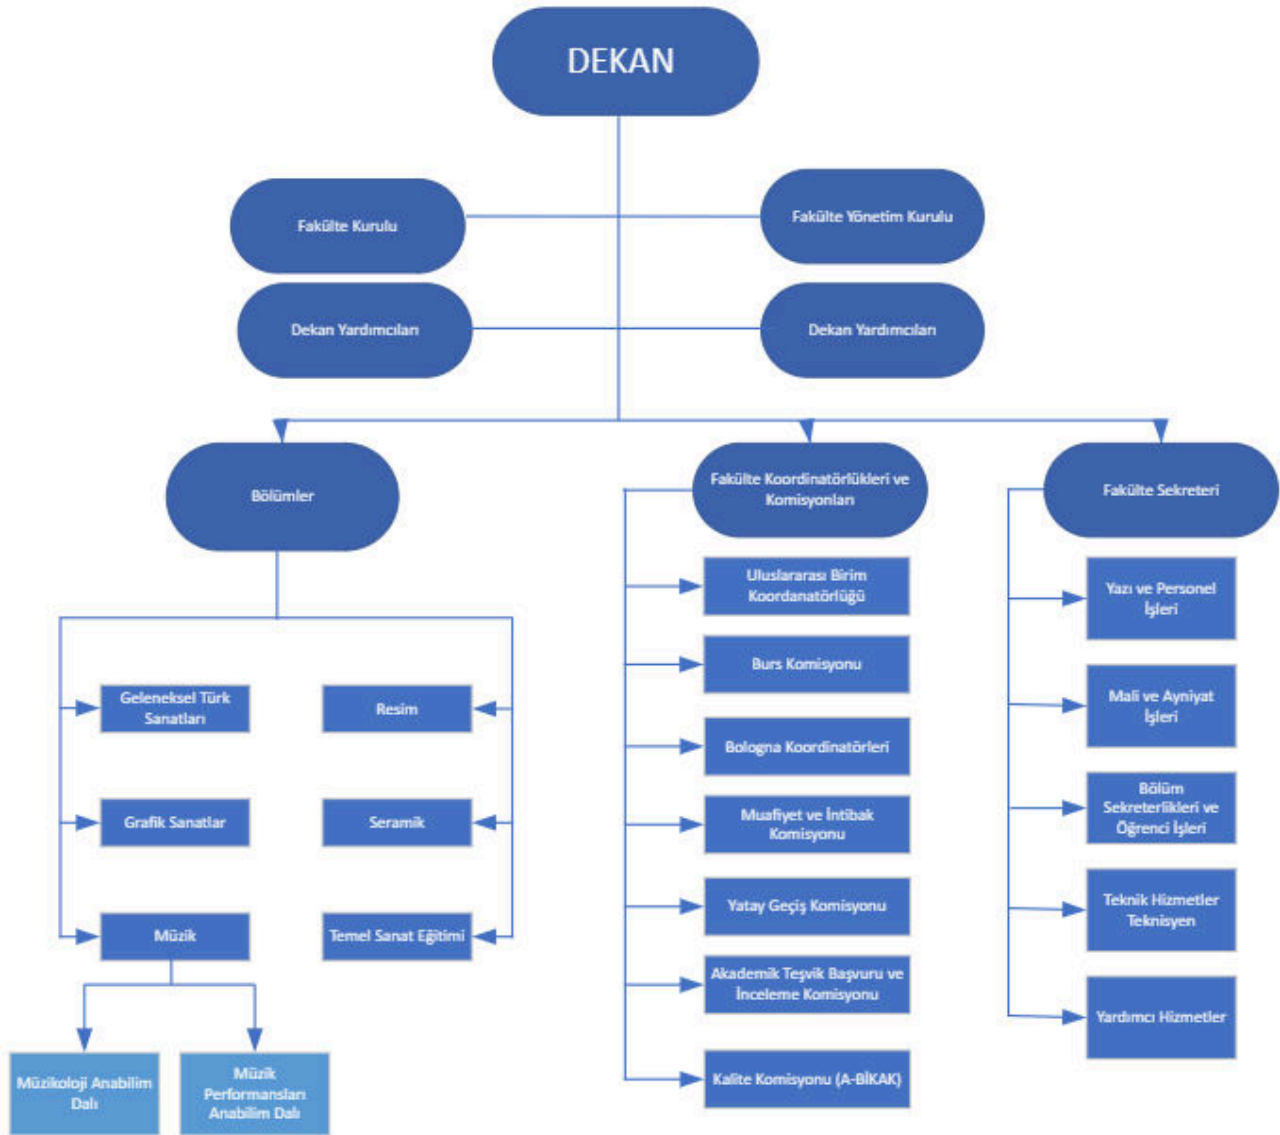 DEKAN
Fakülte Kurulu
Fakülte Yönetim Kurulu
Dekan Yardımcıları
Dekan Yardımcıları
Bölümler
Fakülte Koordinatörlükleri ve
Komisyonları
Fakülte Sekreteri
Geleneksel Türk
Sanatları
Resim
Grafik Sanatlar
Seramik
Müzik
Temel Sanat Eğitimi
Müzikoloji Anabilim
Dalı
Müzik
Performansları
Anabilim Dalı
Uluslararası Birim
Koordanatörlüğü
Burs Komisyonu
Bologna Koordinatörleri
Muafiyet ve İntibak
Komisyonu
Yatay Geçiş Komisyonu
Akademik Teşvik Başvuru ve
İnceleme Komisyonu
Kalite Komisyonu (A-BİKAK)
Yazı ve Personel
İşleri
Mali ve Ayniyat
İşleri
Bölüm
Sekreterlikleri ve
Öğrenci İşleri
Teknik Hizmetler
Teknisyen
Yardımcı Hizmetler